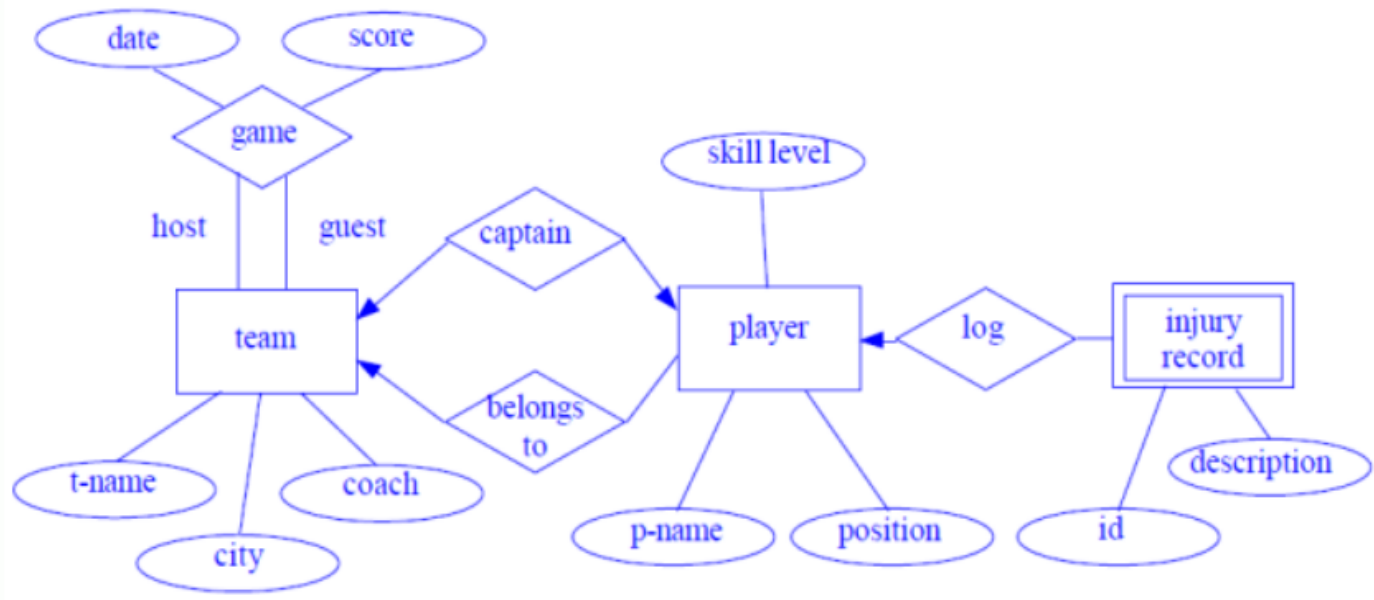 date
score
game
skill level
host
guest
captain
team
player
log
injury
record
belongs
to
t-name
coach
city
p-name
position
id
description